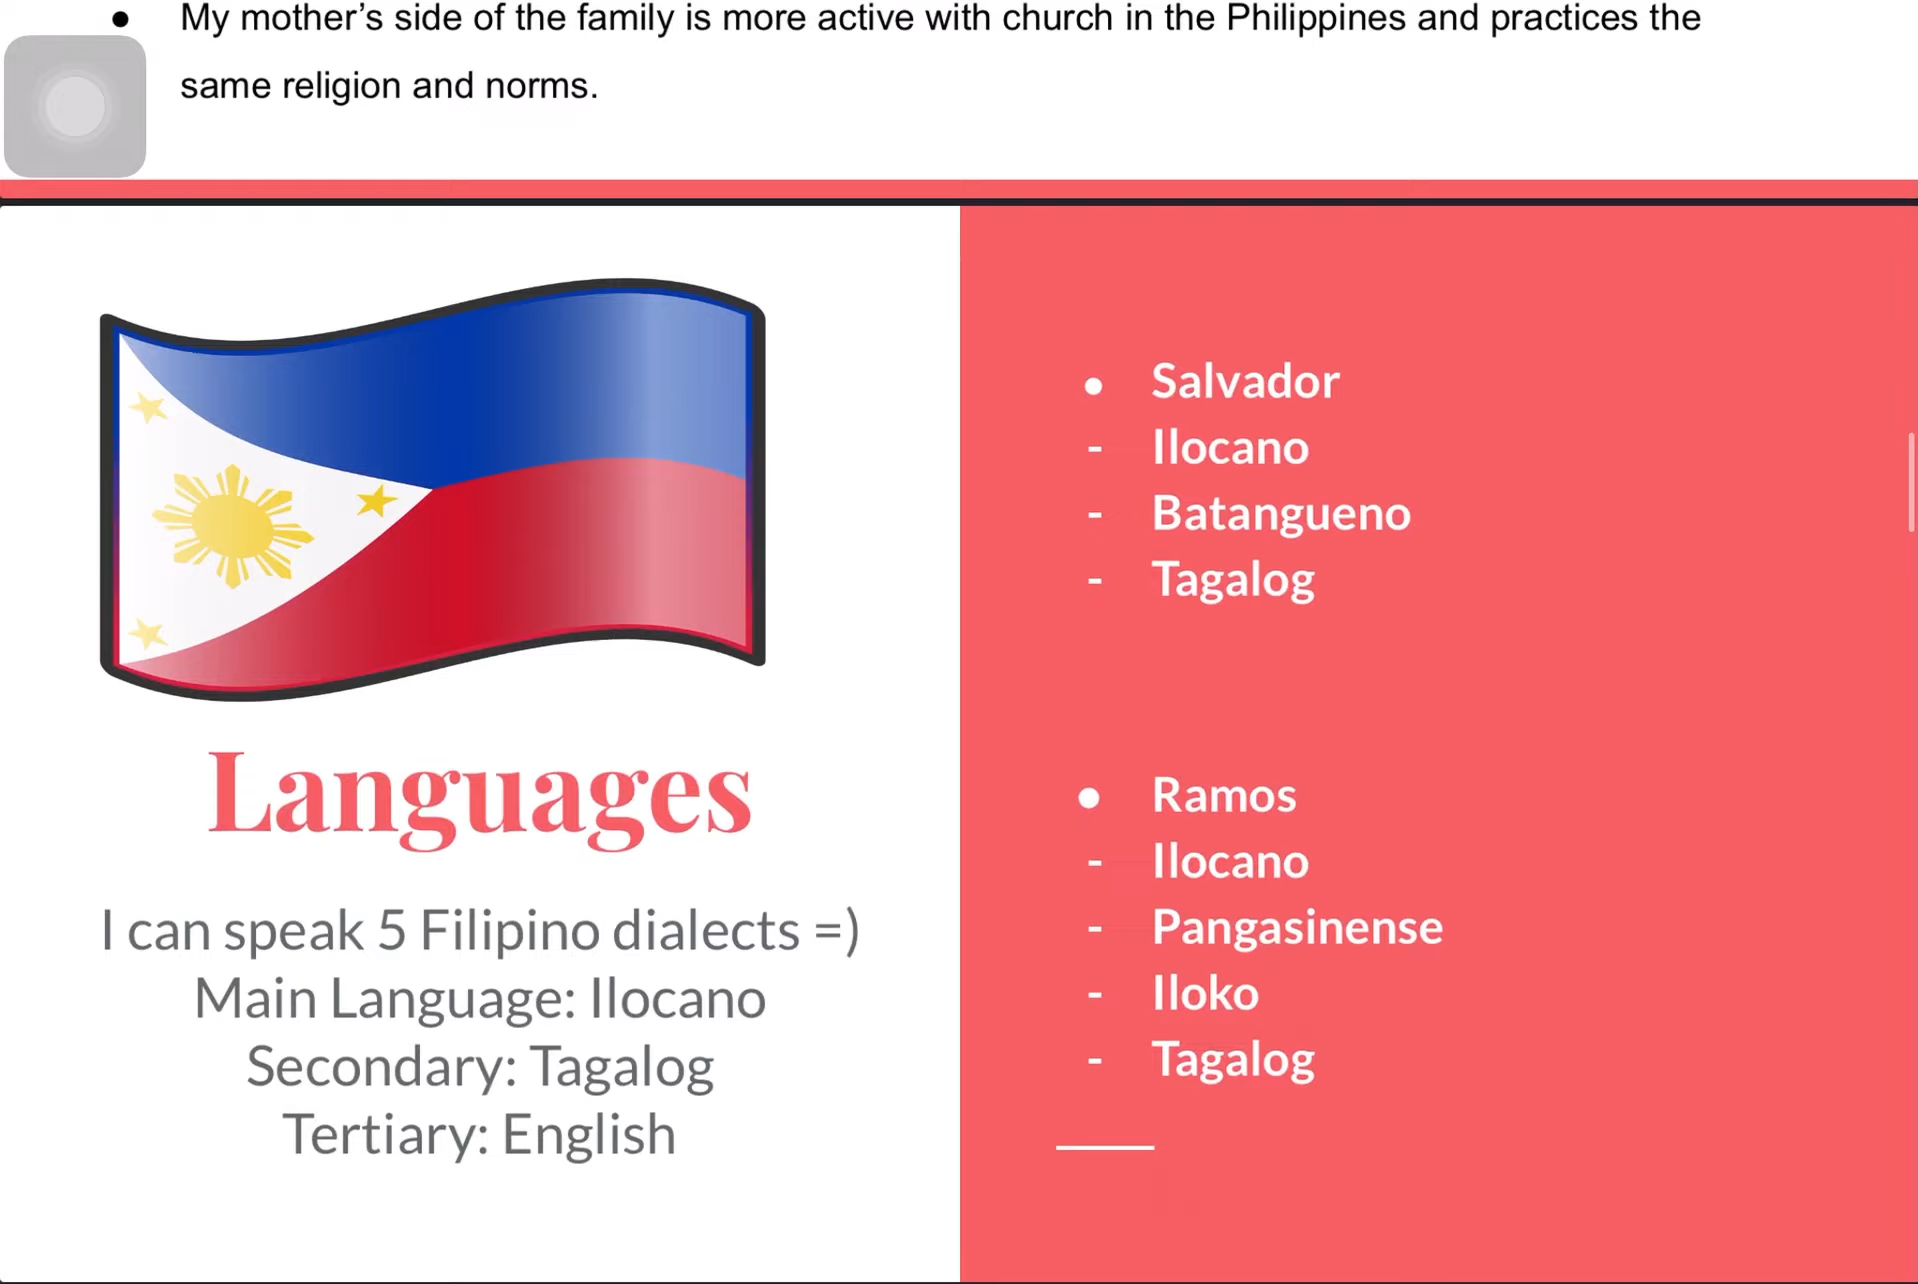 ● My mother’s side of the family is more active with church in the Philippines and practices the
same religion and norms.
Languages
I can speak 5 Filipino dialects =)
Main Language: Ilocano
Secondary: Tagalog
Tertiary: English
● Salvador
- Ilocano
- Batangueno
- Tagalog
● Ramos
- Ilocano
- Pangasinense
- Iloko
- Tagalog